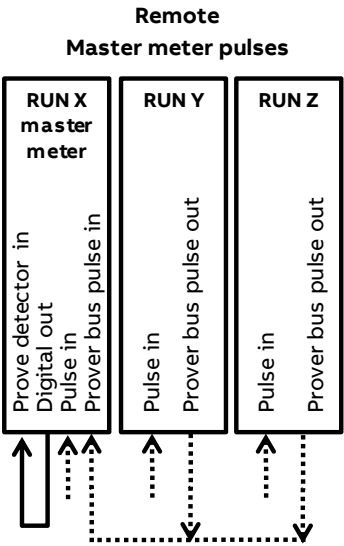 Remote
Master meter pulses
RUN X
master
meter
RUN Y
RUN Z
Prove detector in
Digital out
Pulse in
Prover bus pulse in
Pulse in
Prover bus pulse out
Pulse in
Prover bus pulse out